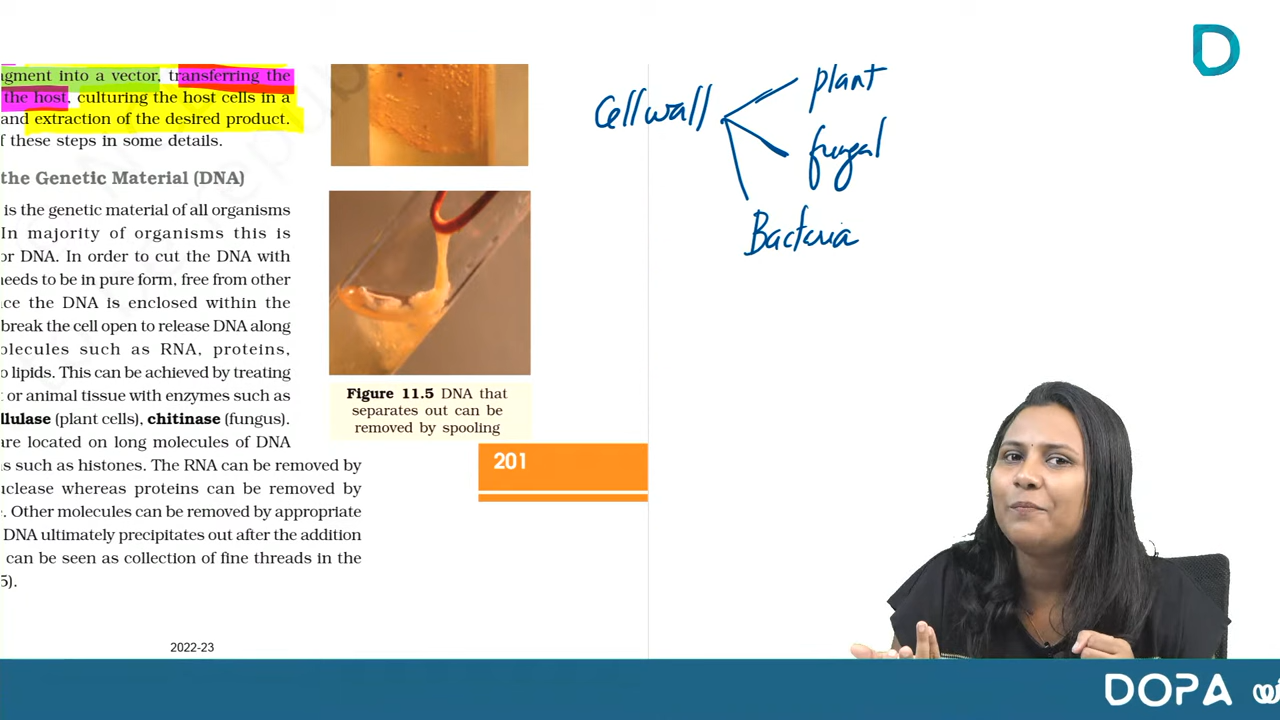 agment into a vector, transferring the
the host, culturing the host cells in a
and extraction of the desired product.
f these steps in some details.
the Genetic Material (DNA)
is the genetic material of all organisms
In majority of organisms this is
or DNA. In order to cut the DNA with
needs to be in pure form, free from other
ce the DNA is enclosed within the
break the cell open to release DNA along
olecules such as RNA, proteins,
o lipids. This can be achieved by treating
t or animal tissue with enzymes such as
llulase (plant cells), chitinase (fungus).
are located on long molecules of DNA
s such as histones. The RNA can be removed by
uclease whereas proteins can be removed by
. Other molecules can be removed by appropriate
DNA ultimately precipitates out after the addition
can be seen as collection of fine threads in the
5).
Figure 11.5 DNA that
separates out can be
removed by spooling
201
2022-23
Cell wall
plant
fungal
Bacteria
D
DOPA